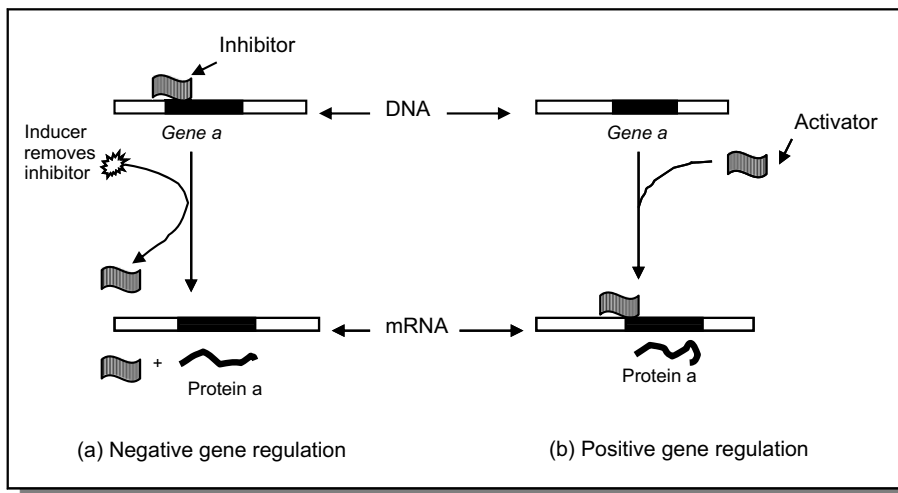 Inhibitor
DNA
Gene a
Gene a
Activator
Inducer
removes
inhibitor
mRNA
+
Protein a
Protein a
(a) Negative gene regulation
(b) Positive gene regulation